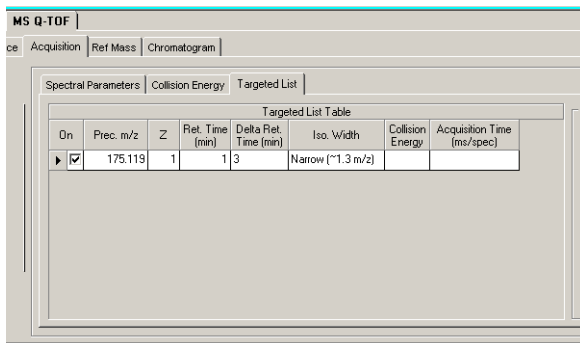 MS Q-TOF
ce Acquisition Ref Mass Chromatogram
Spectral Parameters Collision Energy Targeted List
Targeted List Table
On Prec. m/z Z Ret. Time (min) Delta Ret. Time (min) Iso. Width Collision Energy Acquisition Time (ms/spec)
175.119 1 1 3 Narrow (~1.3 m/z)